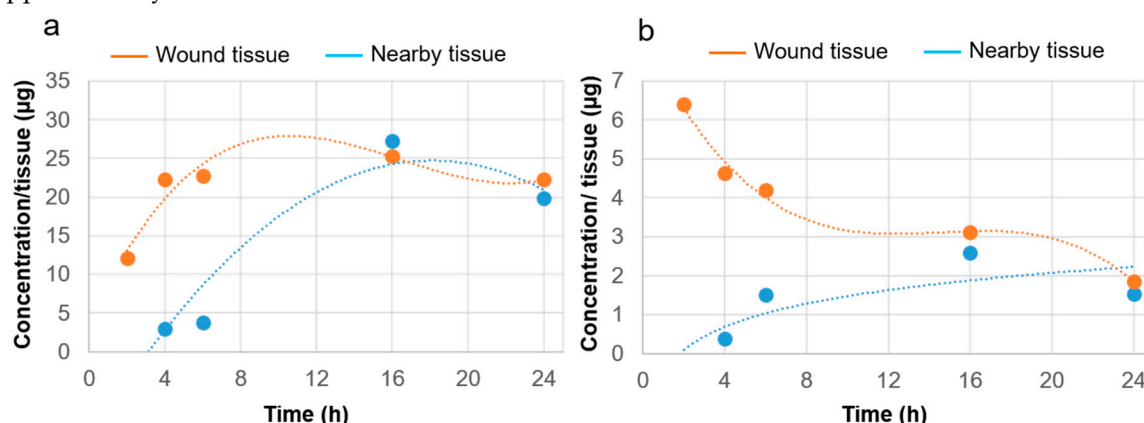 a
Wound tissue Nearby tissue
35
30
25
20
15
10
5
0
0 4 8 12 16 20 24
Concentration/tissue (µg)
Time (h)
b
Wound tissue Nearby tissue
7
6
5
4
3
2
1
0
0 4 8 12 16 20 24
Concentration/ tissue (µg)
Time (h)